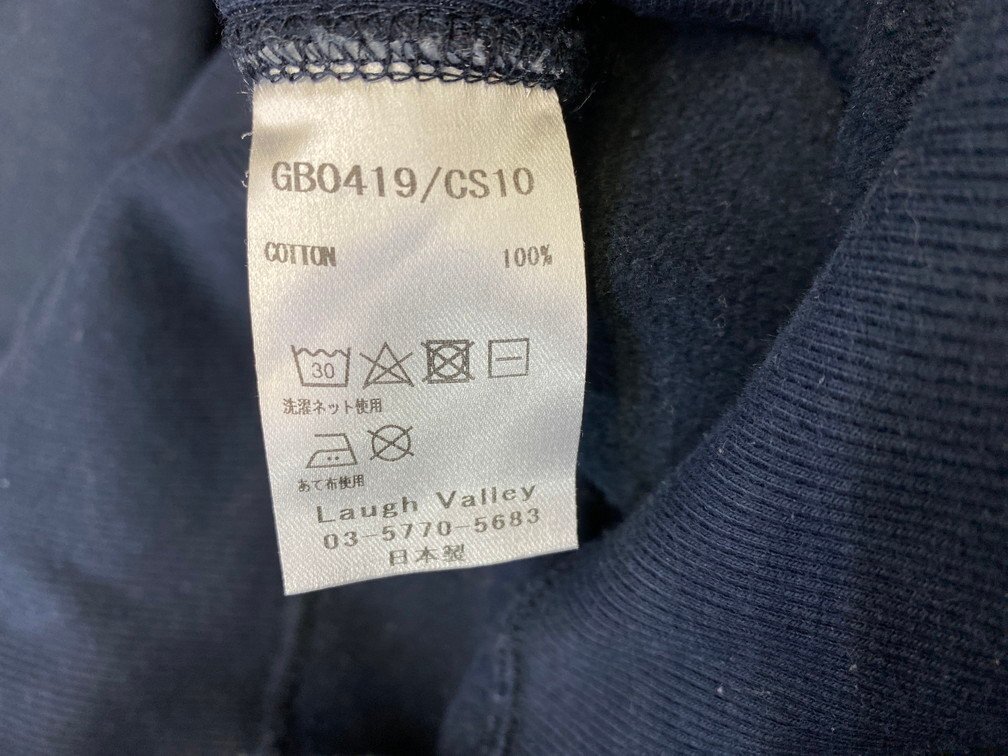 GB0419/CS10
COTTON 100%
30
洗濯ネット使用
あて布使用
Laugh Valley
03-5770-5683
日本製